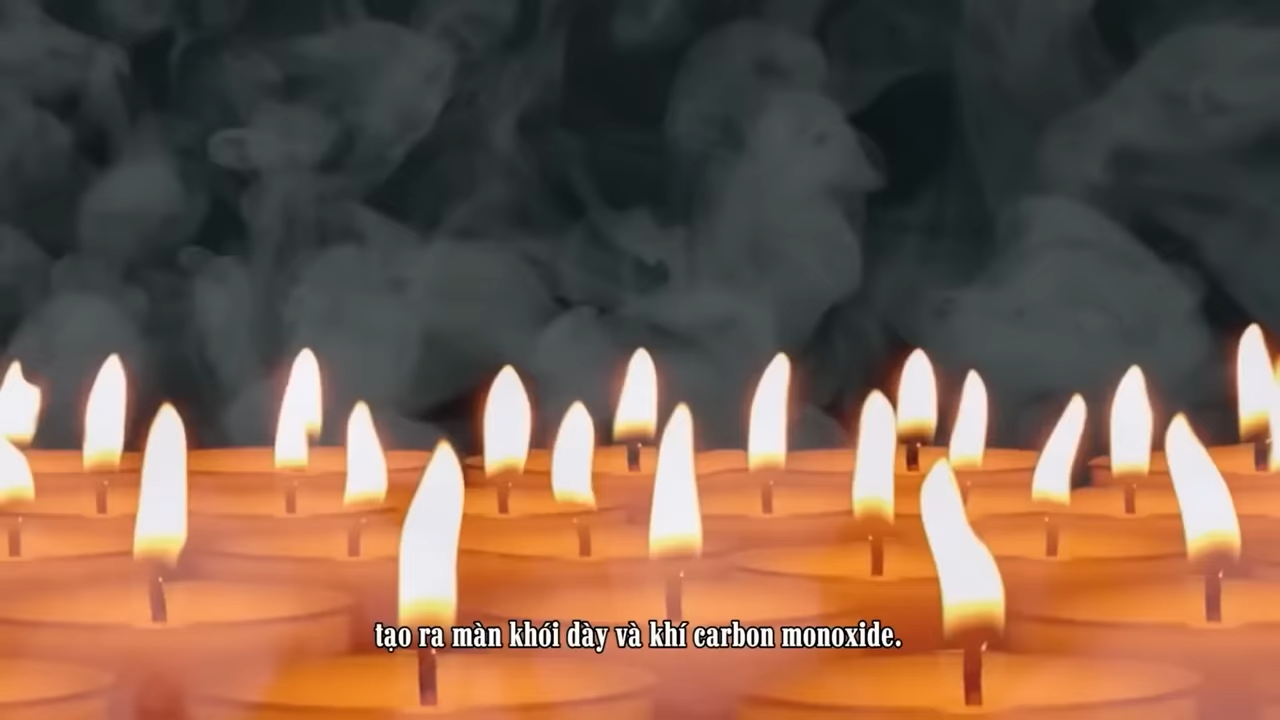 tạo ra màn khói dày và khí carbon monoxide.